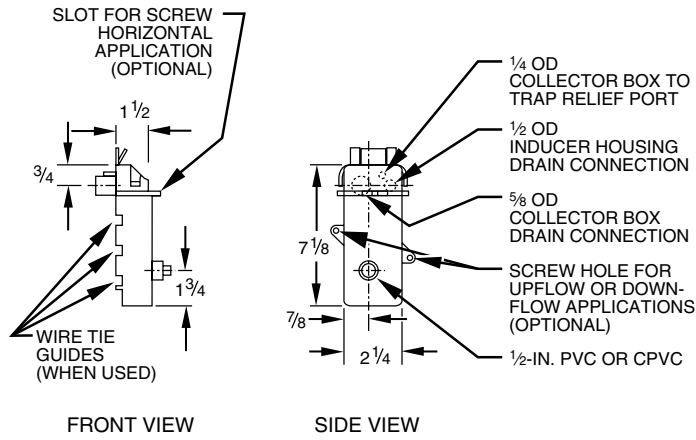 SLOT FOR SCREW
HORIZONTAL
APPLICATION
(OPTIONAL)
1 1/2
3/4
1 3/4
WIRE TIE
GUIDES
(WHEN USED)
FRONT VIEW
1/4 OD
COLLECTOR BOX TO
TRAP RELIEF PORT
1/2 OD
INDUCER HOUSING
DRAIN CONNECTION
5/8 OD
COLLECTOR BOX
DRAIN CONNECTION
7 1/8
SCREW HOLE FOR
UPFLOW OR DOWN-
FLOW APPLICATIONS
(OPTIONAL)
7/8
2 1/4
1/2-IN. PVC OR CPVC
SIDE VIEW